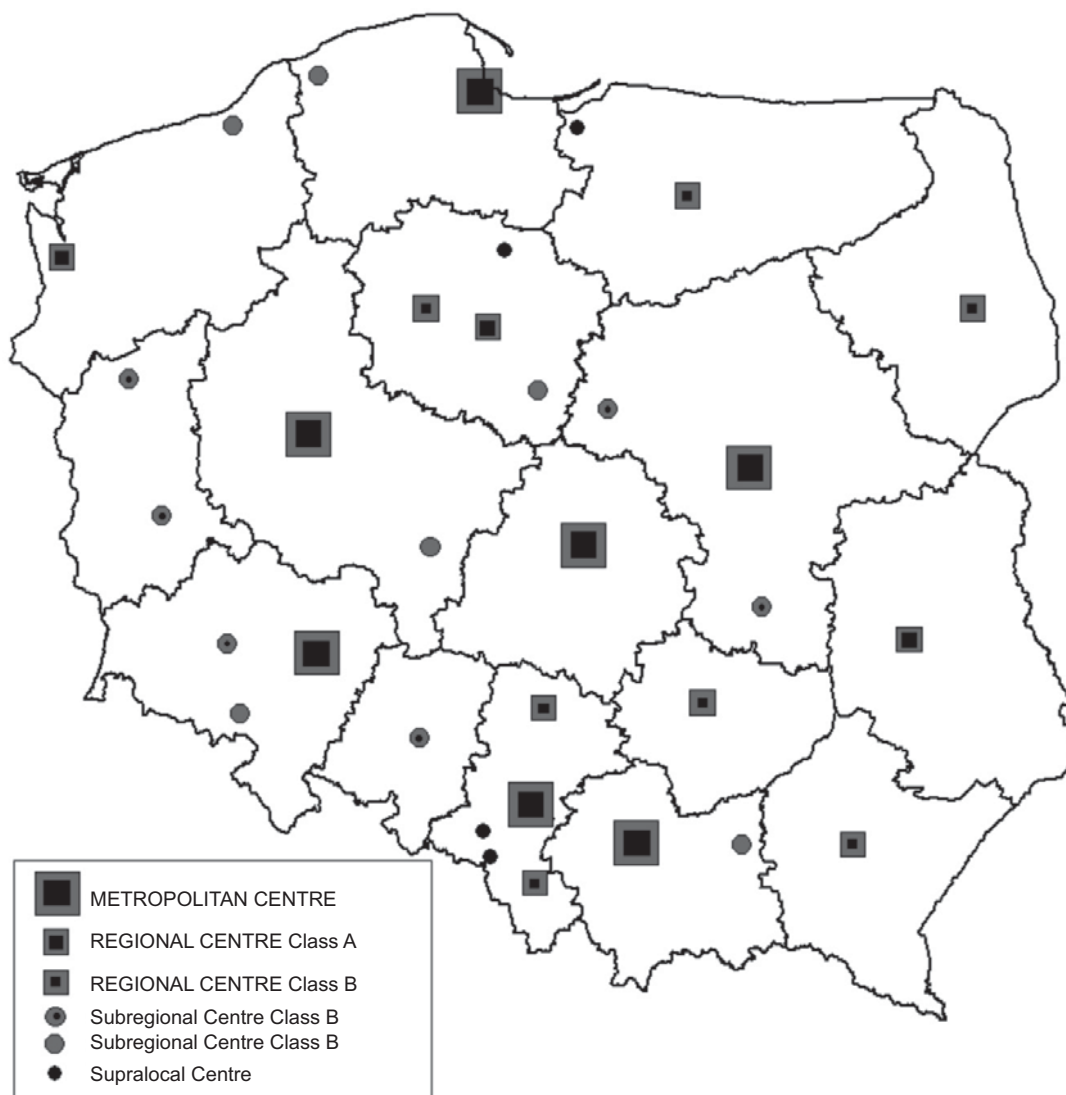 METROPOLITAN CENTRE
REGIONAL CENTRE Class A
REGIONAL CENTRE Class B
Subregional Centre Class B
Subregional Centre Class B
Supralocal Centre